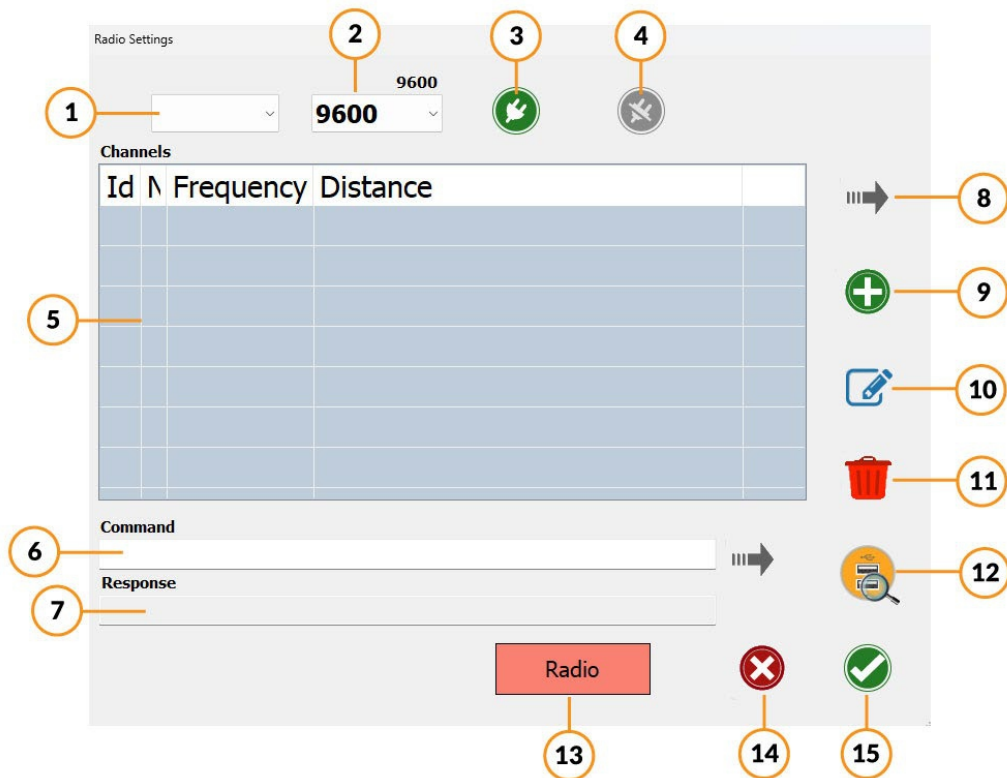 2
3
4
Radio Settings
9600
1
9600
Channels
Id N Frequency Distance
8
9
5
10
11
Command
6
12
Response
7
Radio
13
14
15